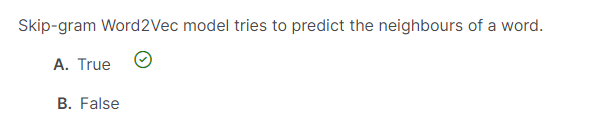 Skip-gram Word2Vec model tries to predict the neighbours of a word.
A. True
B. False